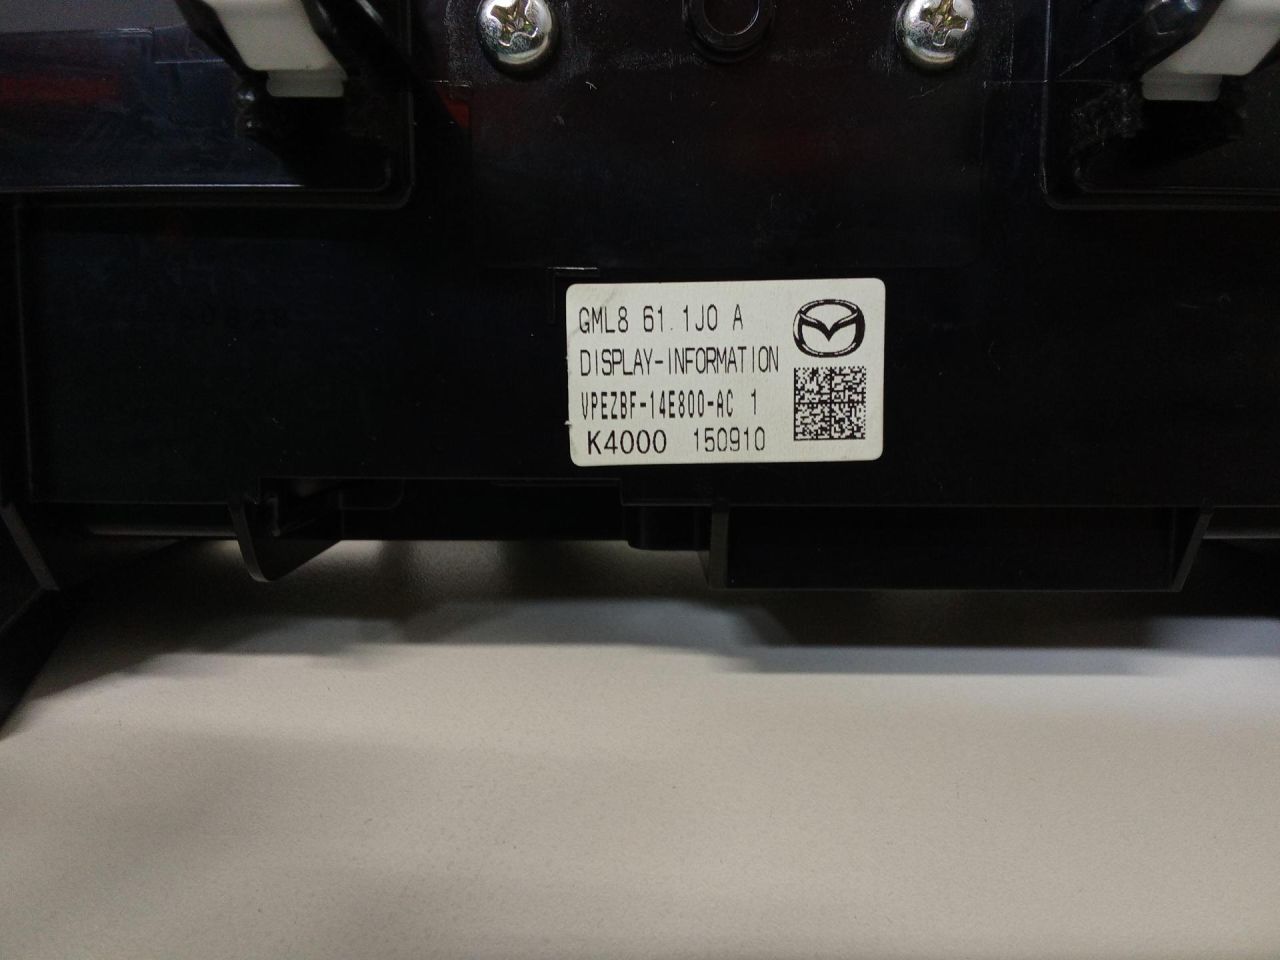 GML8 61.1J0 A
DISPLAY-INFORMATION
VPEZBF-14E800-AC 1
K4000 150910